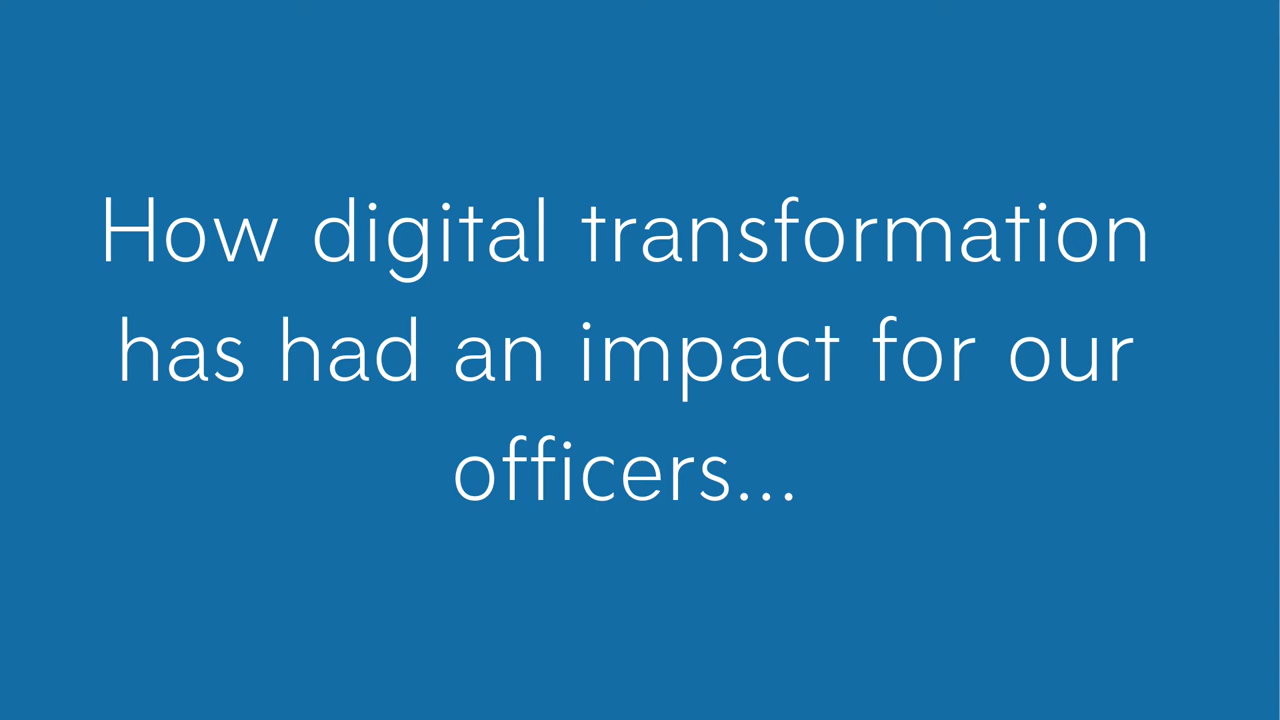 How digital transformation
has had an impact for our
officers...